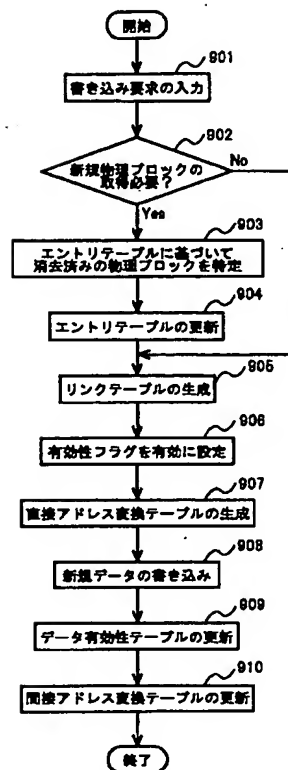 開始
901
書き込み要求の入力
902
新規物理ブロックの
取得必要？
No
Yes
903
エントリテーブルに基づいて
消去済みの物理ブロックを特定
904
エントリテーブルの更新
905
リンクテーブルの生成
906
有効性フラグを有効に設定
907
直接アドレス変換テーブルの生成
908
新規データの書き込み
909
データ有効性テーブルの更新
910
間接アドレス変換テーブルの更新
終了